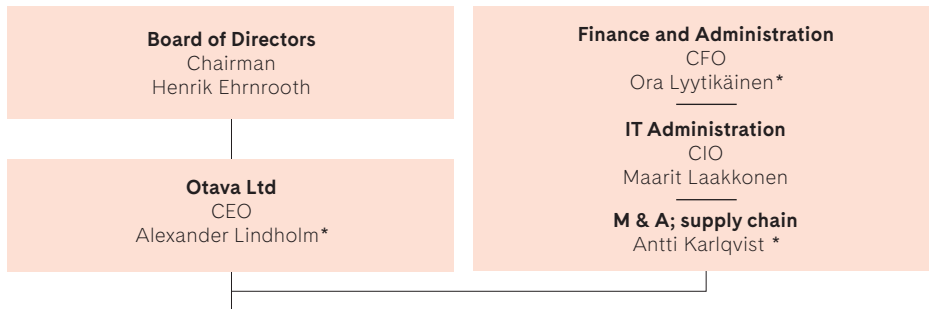 Board of Directors
Chairman
Henrik Ehrnrooth
Otava Ltd
CEO
Alexander Lindholm*
Finance and Administration
CFO
Ora Lyytikäinen*
IT Administration
CIO
Maarit Laakkonen
M & A; supply chain
Antti Karlqvist *